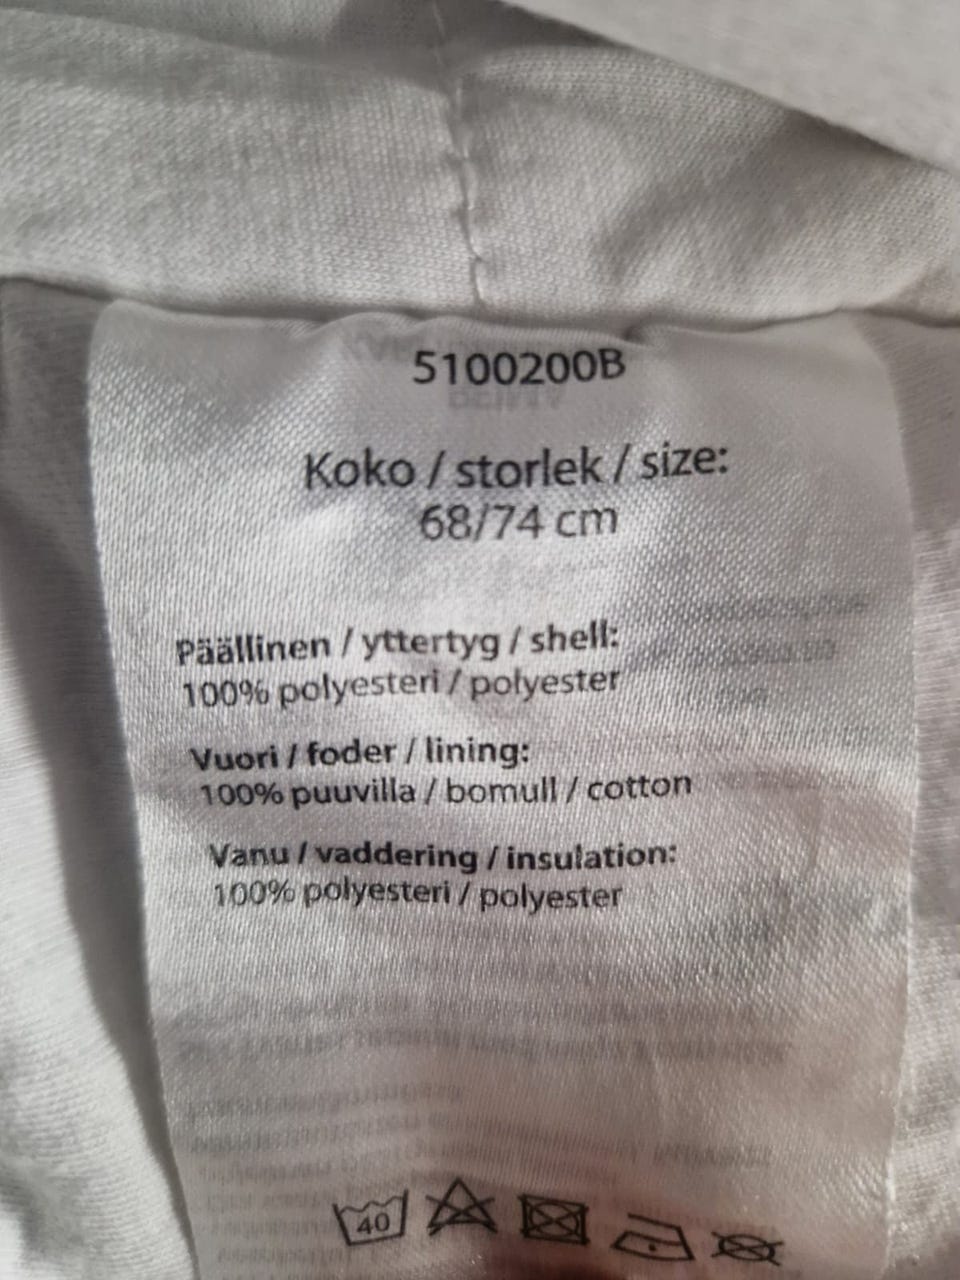 5100200B
Koko / storlek / size:
68/74 cm
Päällinen / yttertyg / shell:
100% polyesteri / polyester
Vuori / foder / lining:
100% puuvilla / bomull / cotton
Vanu / vaddering / insulation:
100% polyesteri / polyester
40